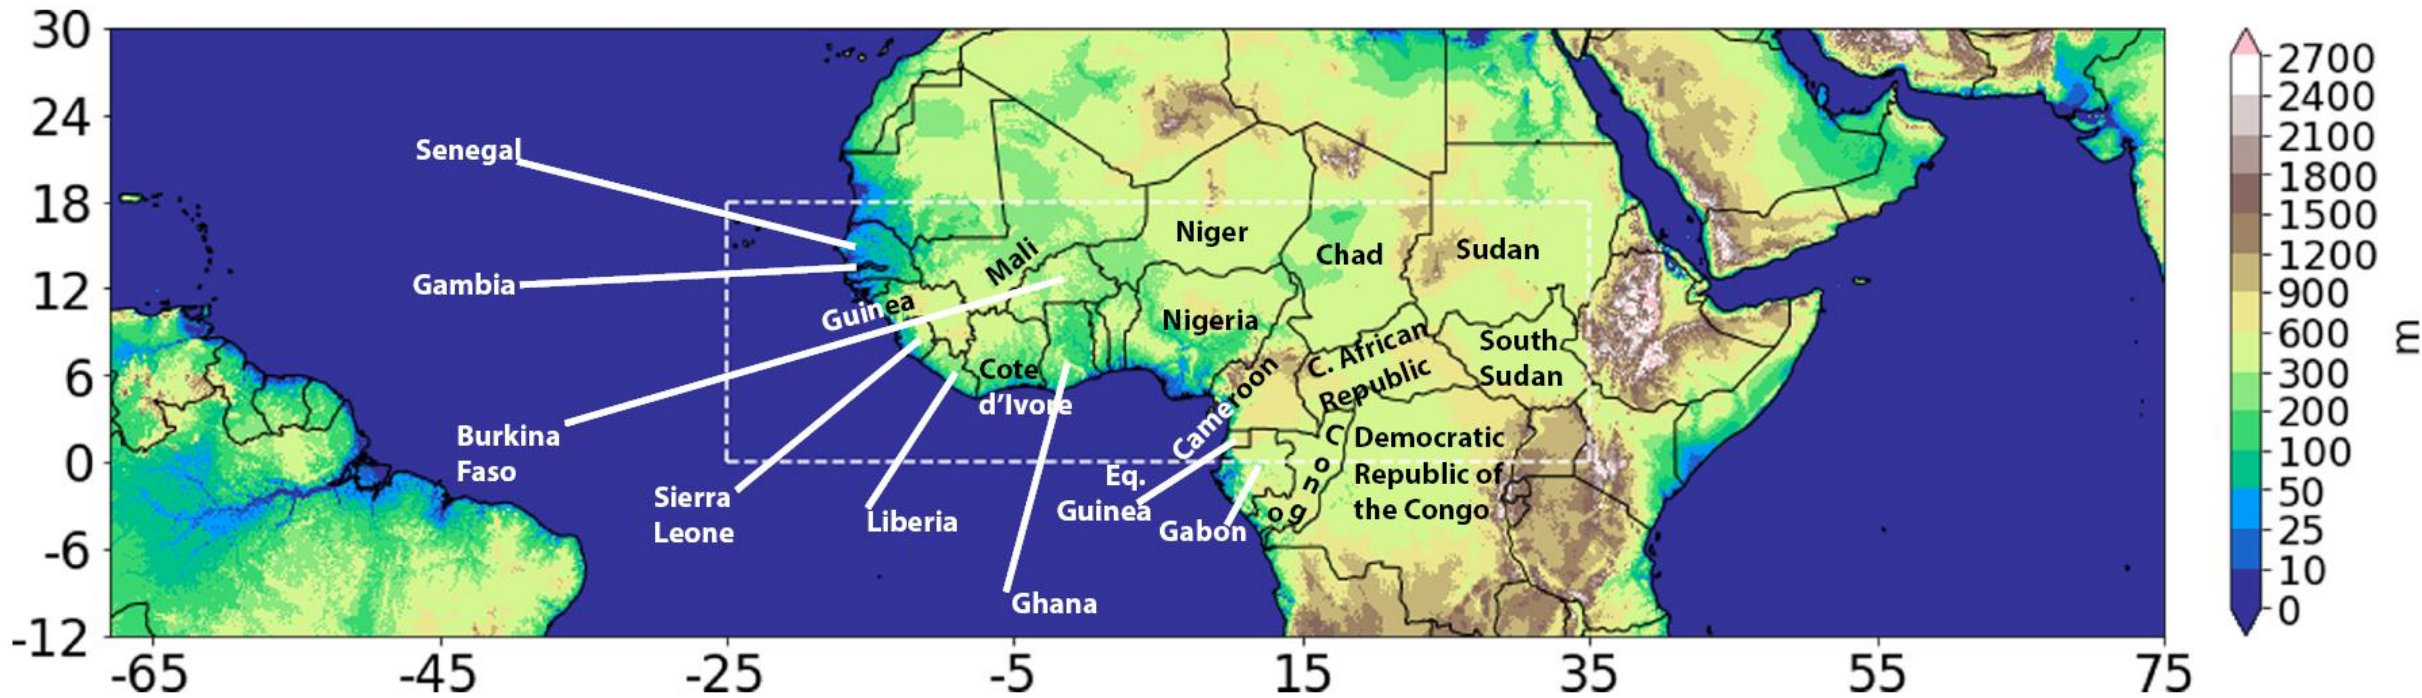 30
24
18
12
6
0
-6
-12
-65
-45
-25
-5
15
35
55
75
Senegal
Gambia
Burkina
Faso
Sierra
Leone
Liberia
Ghana
Eq.
Guinea
Gabon
Guinea
Mali
Cote
d’Ivore
Niger
Nigeria
Chad
Sudan
South
Sudan
C. African
Republic
Cameroon
Congo
Democratic
Republic of
the Congo
2700
2400
2100
1800
1500
1200
900
600
300
200
100
50
25
10
0
m